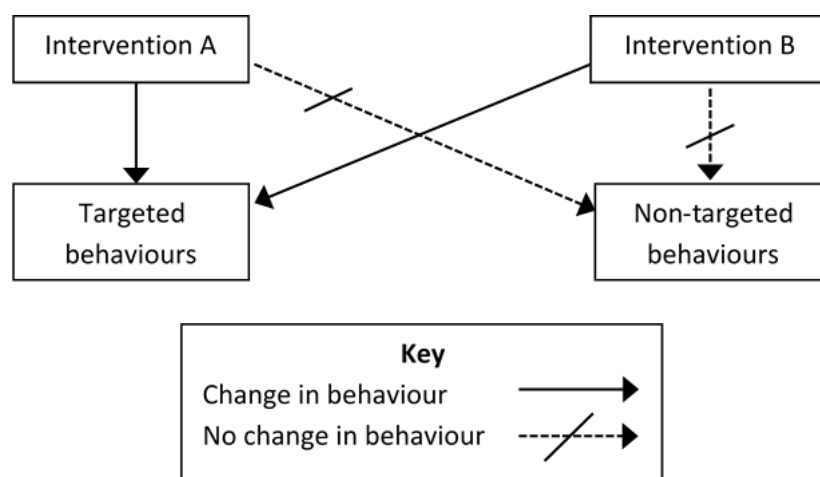 Intervention A
Intervention B
Targeted
behaviours
Non-targeted
behaviours
Key
Change in behaviour
No change in behaviour